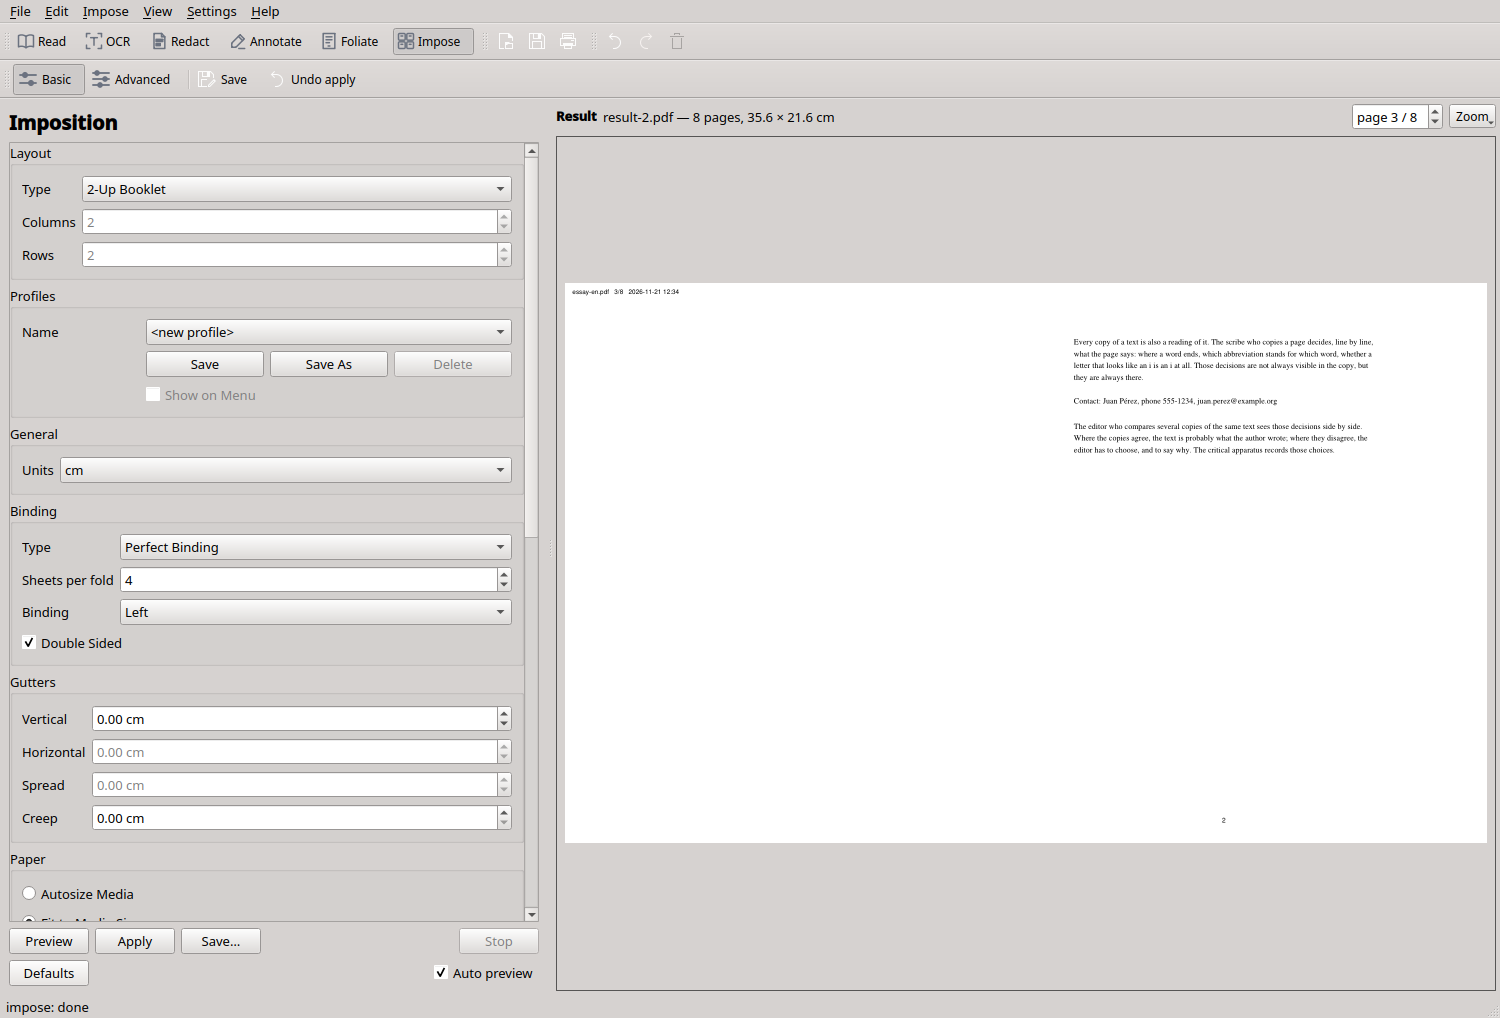 File Edit Impose View Settings Help
Read OCR Redact Annotate Foliate Impose
Basic Advanced Save Undo apply
Imposition
Layout
Type 2-Up Booklet
Columns 2
Rows 2
Profiles
Name <new profile>
Save Save As Delete
Show on Menu
General
Units cm
Binding
Type Perfect Binding
Sheets per fold 4
Binding Left
Double Sided
Gutters
Vertical 0.00 cm
Horizontal 0.00 cm
Spread 0.00 cm
Creep 0.00 cm
Paper
Autosize Media
Preview Apply Save... Stop
Defaults Auto preview
impose: done
Result result-2.pdf — 8 pages, 35.6 × 21.6 cm page 3 / 8 Zoom
essay-en.pdf 3/8 2026-11-21 12:34
Every copy of a text is also a reading of it. The scribe who copies a page decides, line by line,
what the page says: where a word ends, which abbreviation stands for which word, whether a
letter that looks like an i is an i at all. Those decisions are not always visible in the copy, but
they are always there.
Contact: Juan Pérez, phone 555-1234, juan.perez@example.org
The editor who compares several copies of the same text sees those decisions side by side.
Where the copies agree, the text is probably what the author wrote; where they disagree, the
editor has to choose, and to say why. The critical apparatus records those choices.
2